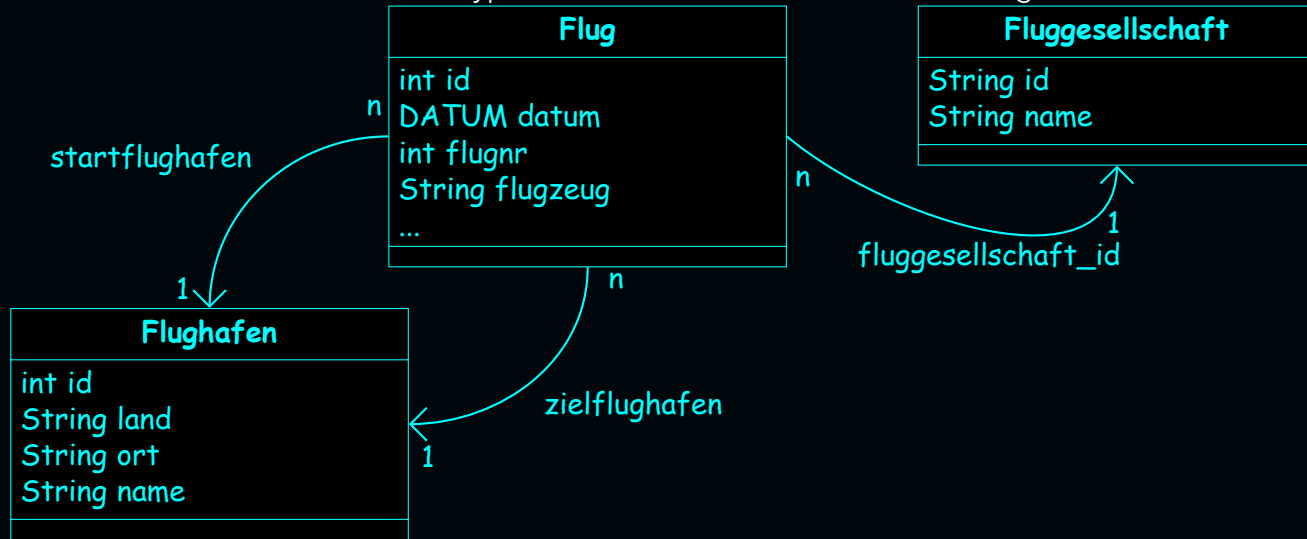 Flug
int id
DATUM datum
int flugnr
String flugzeug
...
Fluggesellschaft
String id
String name
n
startflughafen
1
n
fluggesellschaft_id
1
n
zielflughafen
1
Flughafen
int id
String land
String ort
String name